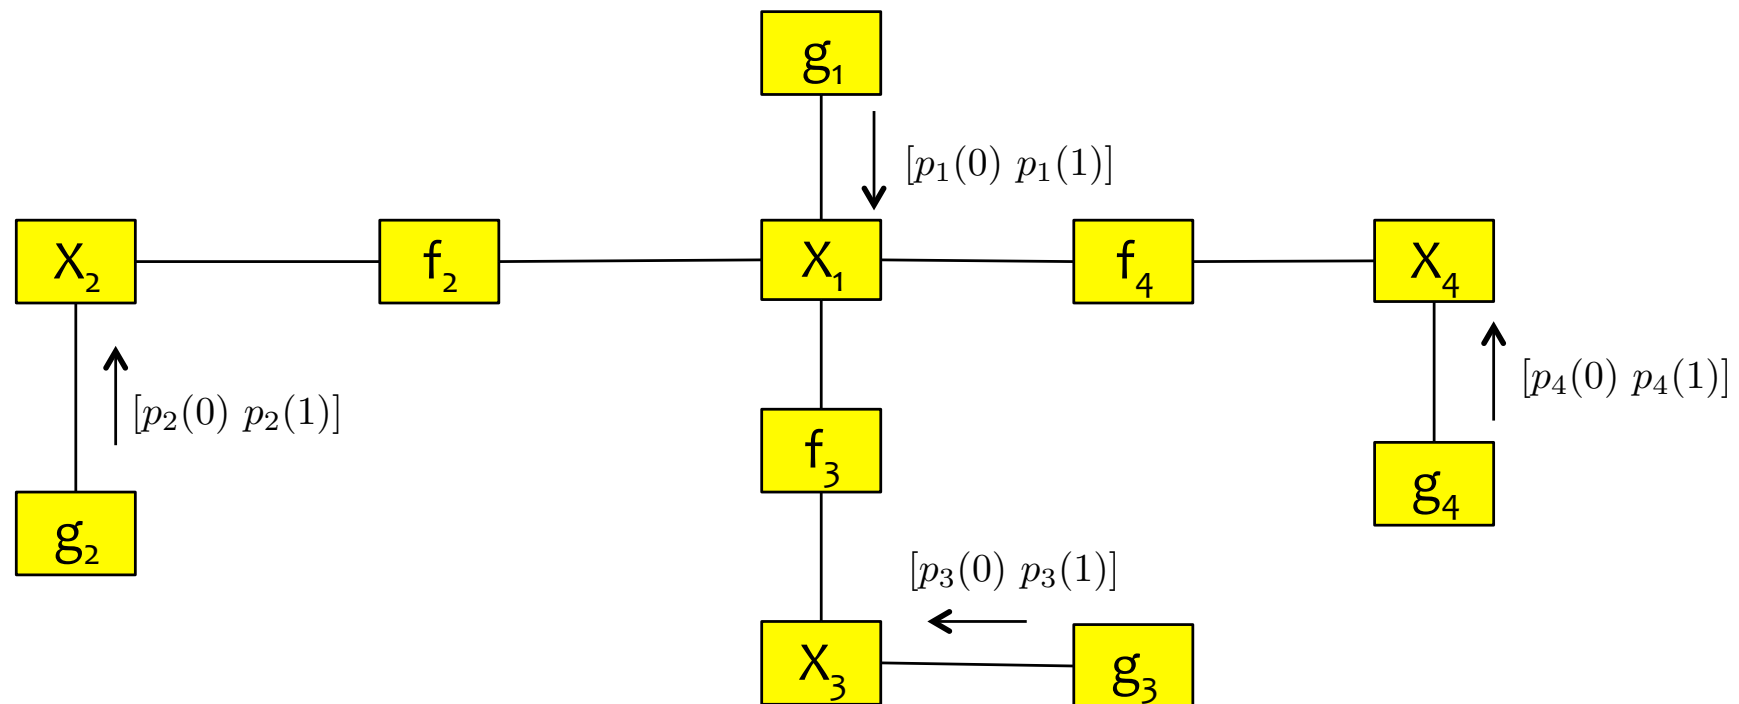 g₁
[p₁(0) p₁(1)]
X₂ f₂ X₁ f₄ X₄
[p₂(0) p₂(1)]
[p₄(0) p₄(1)]
f₃
g₄
g₂
[p₃(0) p₃(1)]
X₃ g₃